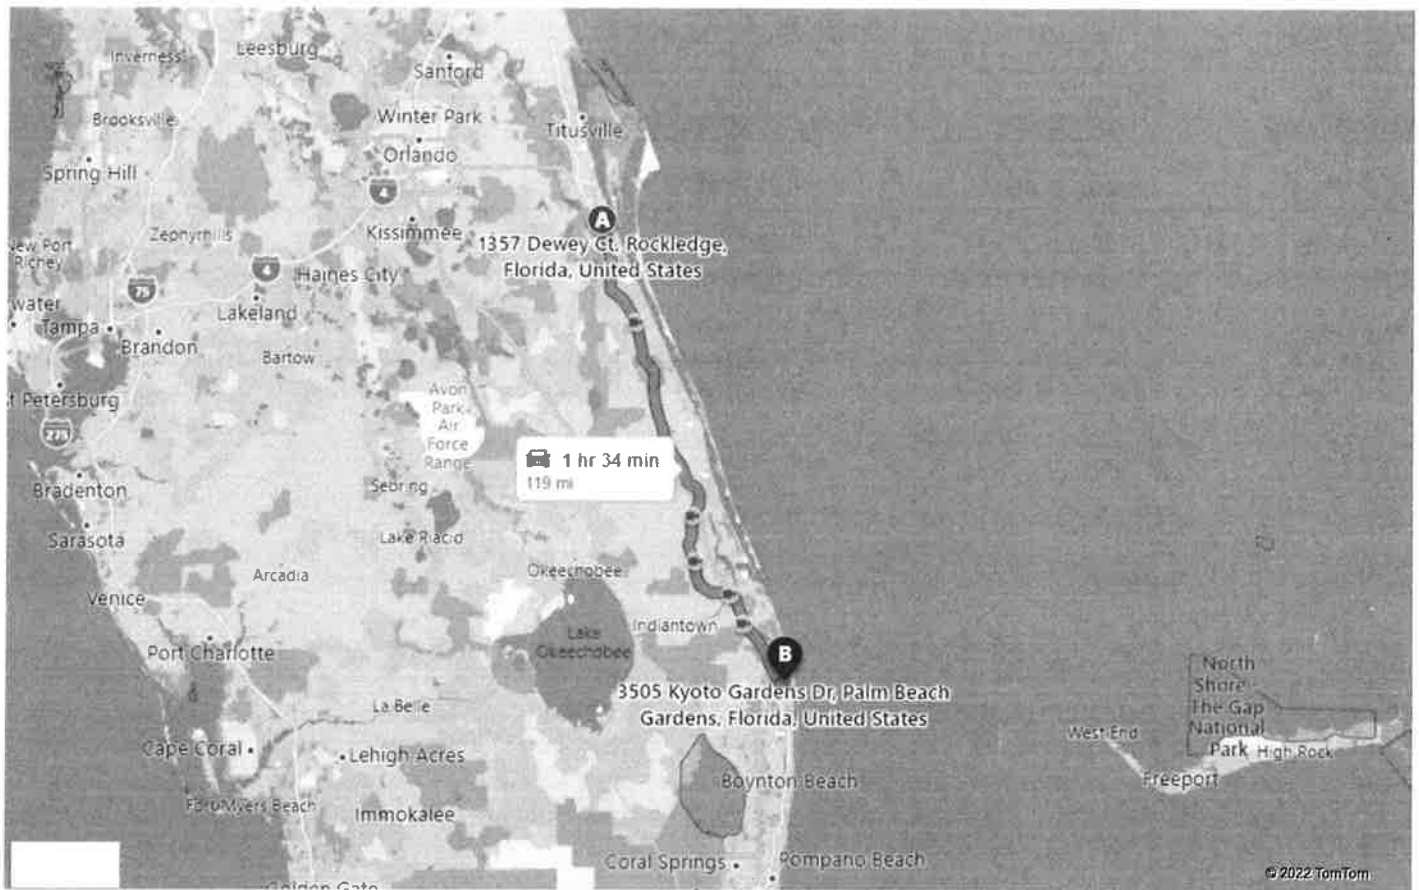 Inverness
Leesburg
Sanford
Brooksville
Winter Park
Titusville
Orlando
Spring Hill
4
A
New Port
Richey
Zephyrhills
Kissimmee
1357 Dewey Ct, Rockledge,
Florida, United States
4
Haines City
75
water
Tampa
Lakeland
Brandon
Bartow
St Petersburg
Avon
Park
Air
Force
Range
275
1 hr 34 min
119 mi
Bradenton
Sebring
Sarasota
Lake Placid
Arcadia
Okeechobee
Venice
Indiantown
Lake
Okeechobee
Port Charlotte
B
3505 Kyoto Gardens Dr, Palm Beach
Gardens, Florida, United States
North
Shore
The Gap
National
Park
High Rock
La Belle
West End
Cape Coral
Lehigh Acres
Boynton Beach
Freeport
Fort Myers Beach
Immokalee
Coral Springs
Pompano Beach
© 2022 TomTom
Golden Gate